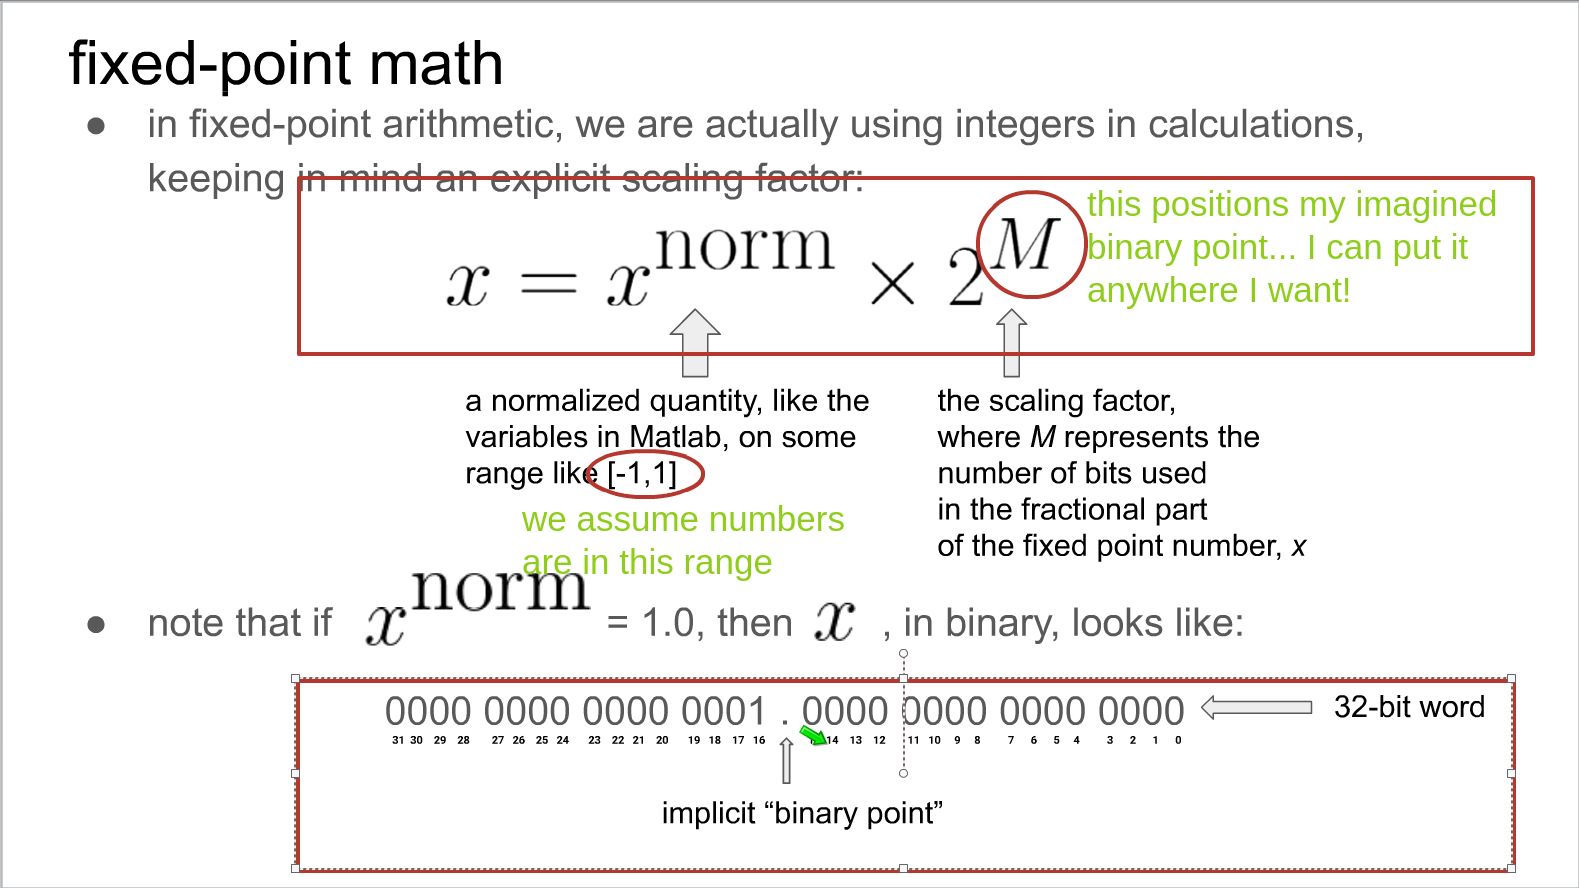 fixed-point math
● in fixed-point arithmetic, we are actually using integers in calculations,
keeping in mind an explicit scaling factor:
x = x^norm × 2^M
this positions my imagined
binary point... I can put it
anywhere I want!
a normalized quantity, like the
variables in Matlab, on some
range like [-1,1]
we assume numbers
are in this range
the scaling factor,
where M represents the
number of bits used
in the fractional part
of the fixed point number, x
● note that if x^norm = 1.0, then x , in binary, looks like:
0000 0000 0000 0001 . 0000 0000 0000 0000
32-bit word
31 30 29 28 27 26 25 24 23 22 21 20 19 18 17 16 14 13 12 11 10 9 8 7 6 5 4 3 2 1 0
implicit “binary point”